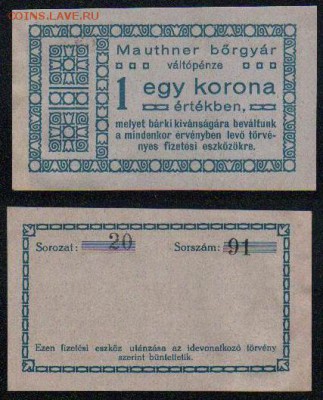 COINS.LAVE.RU
Mauthner bőrgyár
váltópénze
1 egy korona
értékben,
melyet bárki kivánságára beváltunk
a mindenkor érvényben levő törvé-
nyes fizetési eszközökre.
Sorozat: 20 Sorszám: 91
Ezen fizetési eszköz utánzása az idevonatkozó törvény
szerint büntettetik.